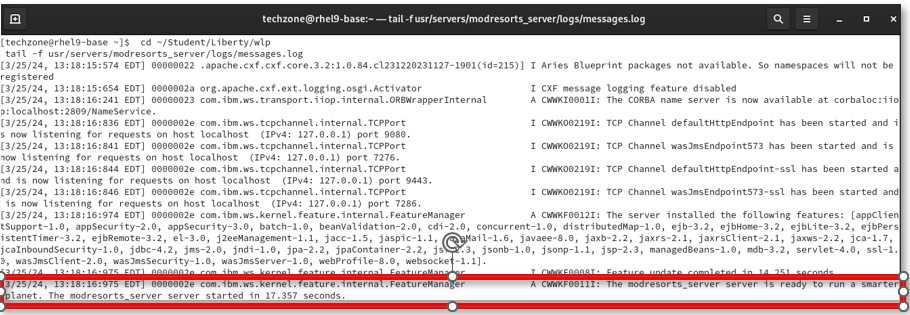 techzone@rhel9-base:~ — tail -f usr/servers/modresorts_server/logs/messages.log
[techzone@rhel9-base ~]$  cd ~/Student/Liberty/wlp
 tail -f usr/servers/modresorts_server/logs/messages.log
[3/25/24, 13:18:15:574 EDT] 00000022 .apache.cxf.cxf.core.3.2:1.0.84.cl231220231127-1901(id=215)] I Aries Blueprint packages not available. So namespaces will not be
registered
[3/25/24, 13:18:15:654 EDT] 0000002a org.apache.cxf.ext.logging.osgi.Activator I CXF message logging feature disabled
[3/25/24, 13:18:16:241 EDT] 00000023 com.ibm.ws.transport.iiop.internal.ORBWrapperInternal A CWWKI0001I: The CORBA name server is now available at corbaloc:iio
p:localhost:2809/NameService.
[3/25/24, 13:18:16:836 EDT] 0000002e com.ibm.ws.tcpchannel.internal.TCPPort I CWWKO0219I: TCP Channel defaultHttpEndpoint has been started and i
s now listening for requests on host localhost  (IPv4: 127.0.0.1) port 9080.
[3/25/24, 13:18:16:841 EDT] 0000002e com.ibm.ws.tcpchannel.internal.TCPPort I CWWKO0219I: TCP Channel wasJmsEndpoint573 has been started and is
now listening for requests on host localhost  (IPv4: 127.0.0.1) port 7276.
[3/25/24, 13:18:16:844 EDT] 0000002e com.ibm.ws.tcpchannel.internal.TCPPort I CWWKO0219I: TCP Channel defaultHttpEndpoint-ssl has been started a
nd is now listening for requests on host localhost  (IPv4: 127.0.0.1) port 9443.
[3/25/24, 13:18:16:846 EDT] 0000002e com.ibm.ws.tcpchannel.internal.TCPPort I CWWKO0219I: TCP Channel wasJmsEndpoint573-ssl has been started and
 is now listening for requests on host localhost  (IPv4: 127.0.0.1) port 7286.
[3/25/24, 13:18:16:974 EDT] 0000002e com.ibm.ws.kernel.feature.internal.FeatureManager A CWWKF0012I: The server installed the following features: [appClien
tSupport-1.0, appSecurity-2.0, appSecurity-3.0, batch-1.0, beanValidation-2.0, cdi-2.0, concurrent-1.0, distributedMap-1.0, ejb-3.2, ejbHome-3.2, ejbLite-3.2, ejbPers
istentTimer-3.2, ejbRemote-3.2, el-3.0, j2eeManagement-1.1, jacc-1.5, jaspic-1.1, Mail-1.6, javaee-8.0, jaxb-2.2, jaxrs-2.1, jaxrsClient-2.1, jaxws-2.2, jca-1.7,
jcaInboundSecurity-1.0, jdbc-4.2, jms-2.0, jndi-1.0, jpa-2.2, jpaContainer-2.2, .3, jsonb-1.0, jsonp-1.1, jsp-2.3, managedBeans-1.0, mdb-3.2, servlet-4.0, ssl-1.
0, wasJmsClient-2.0, wasJmsSecurity-1.0, wasJmsServer-1.0, webProfile-8.0, websocket-1.1].
[3/25/24, 13:18:16:975 EDT] 0000002e com.ibm.ws.kernel.feature.internal.FeatureManager I CWWKF0008I: Feature update completed in 14.251 seconds.
[3/25/24, 13:18:16:975 EDT] 0000002e com.ibm.ws.kernel.feature.internal.FeatureManager A CWWKF0011I: The modresorts_server server is ready to run a smarter
planet. The modresorts_server server started in 17.357 seconds.